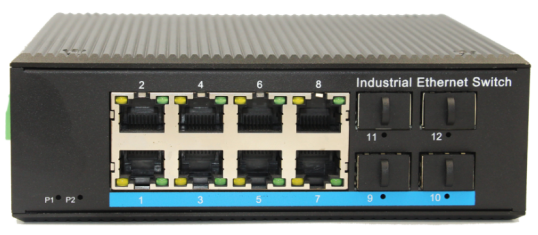 2 4 6 8
Industrial Ethernet Switch
11 12
P1 P2
1 3 5 7 9 10